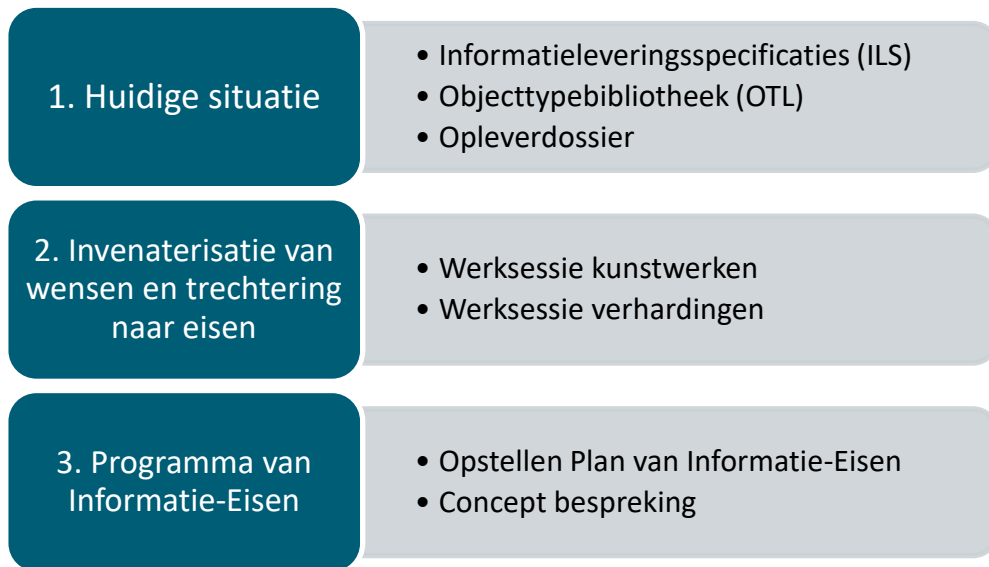 1. Huidige situatie
• Informatieleveringsspecificaties (ILS)
• Objecttypebibliotheek (OTL)
• Opleverdossier
2. Invenaterisatie van
wensen en trechtering
naar eisen
• Werksessie kunstwerken
• Werksessie verhardingen
3. Programma van
Informatie-Eisen
• Opstellen Plan van Informatie-Eisen
• Concept bespreking